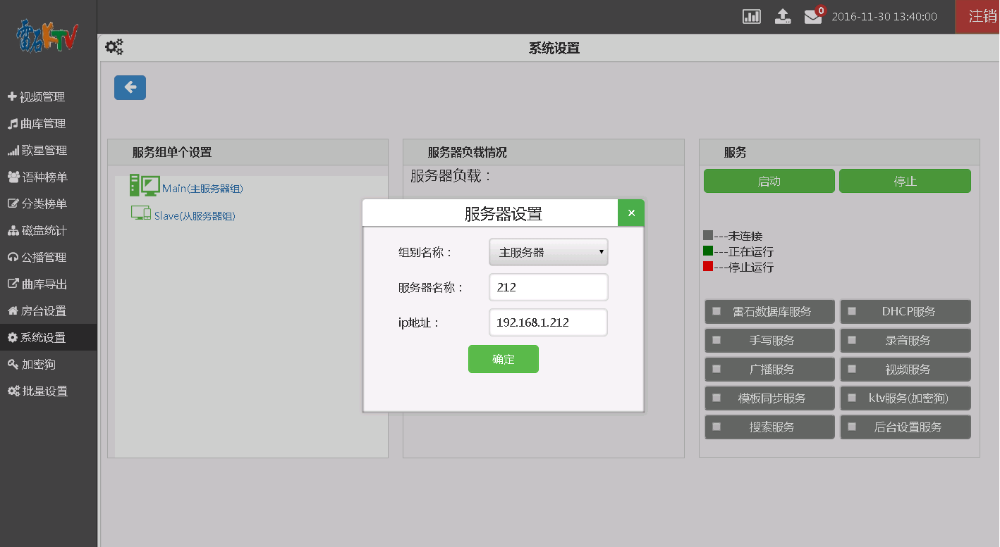 雷石KTV
0
2016-11-30 13:40:00
注销
系统设置
视频管理
曲库管理
歌星管理
语种榜单
分类榜单
磁盘统计
公播管理
曲库导出
房台设置
系统设置
加密狗
批量设置
服务组单个设置
Main(主服务器组)
Slave(从服务器组)
服务器负载情况
服务器负载：
服务器设置
×
组别名称：
主服务器
服务器名称：
212
ip地址：
192.168.1.212
确定
服务
启动
停止
---未连接
---正在运行
---停止运行
雷石数据库服务
DHCP服务
手写服务
录音服务
广播服务
视频服务
模板同步服务
ktv服务(加密狗)
搜索服务
后台设置服务